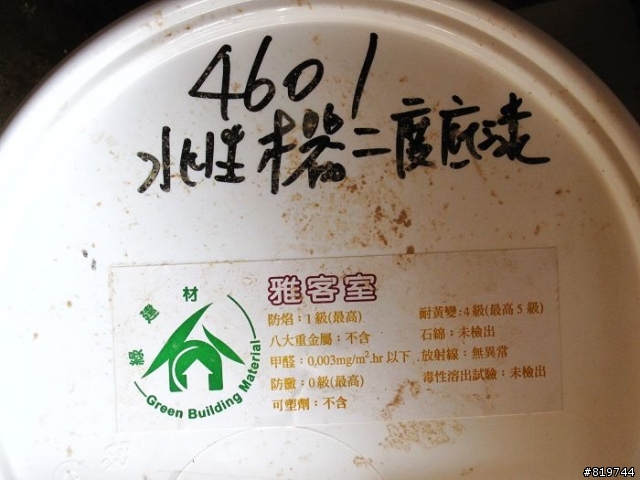 4601
水性木器二度底漆
綠建材
Green Building Material
雅客室
防焰：1級(最高)
八大重金屬：不含
甲醛：0.003mg/m².hr 以下
防黴：0級(最高)
可塑劑：不含
耐黃變：4級(最高5級)
石綿：未檢出
放射線：無異常
毒性溶出試驗：未檢出
#819744